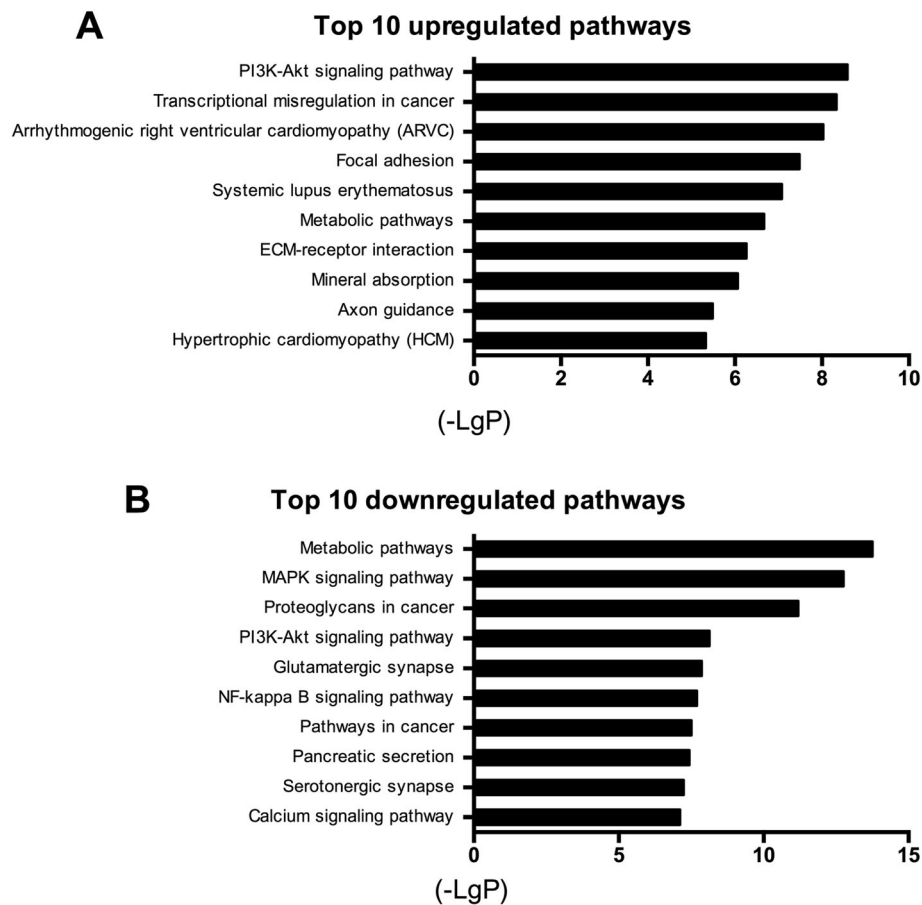 A
Top 10 upregulated pathways
PI3K-Akt signaling pathway
Transcriptional misregulation in cancer
Arrhythmogenic right ventricular cardiomyopathy (ARVC)
Focal adhesion
Systemic lupus erythematosus
Metabolic pathways
ECM-receptor interaction
Mineral absorption
Axon guidance
Hypertrophic cardiomyopathy (HCM)
0 2 4 6 8 10
(-LgP)
B
Top 10 downregulated pathways
Metabolic pathways
MAPK signaling pathway
Proteoglycans in cancer
PI3K-Akt signaling pathway
Glutamatergic synapse
NF-kappa B signaling pathway
Pathways in cancer
Pancreatic secretion
Serotonergic synapse
Calcium signaling pathway
0 5 10 15
(-LgP)